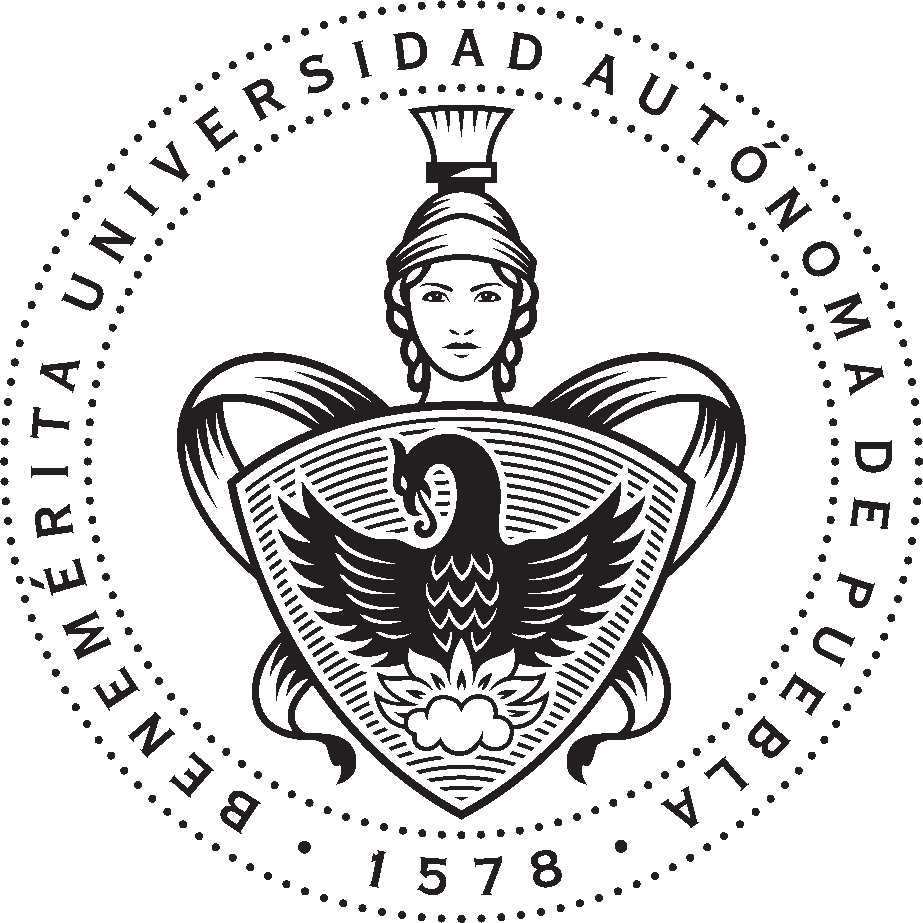 BENEMÉRITA UNIVERSIDAD AUTÓNOMA DE PUEBLA
· 1578 ·